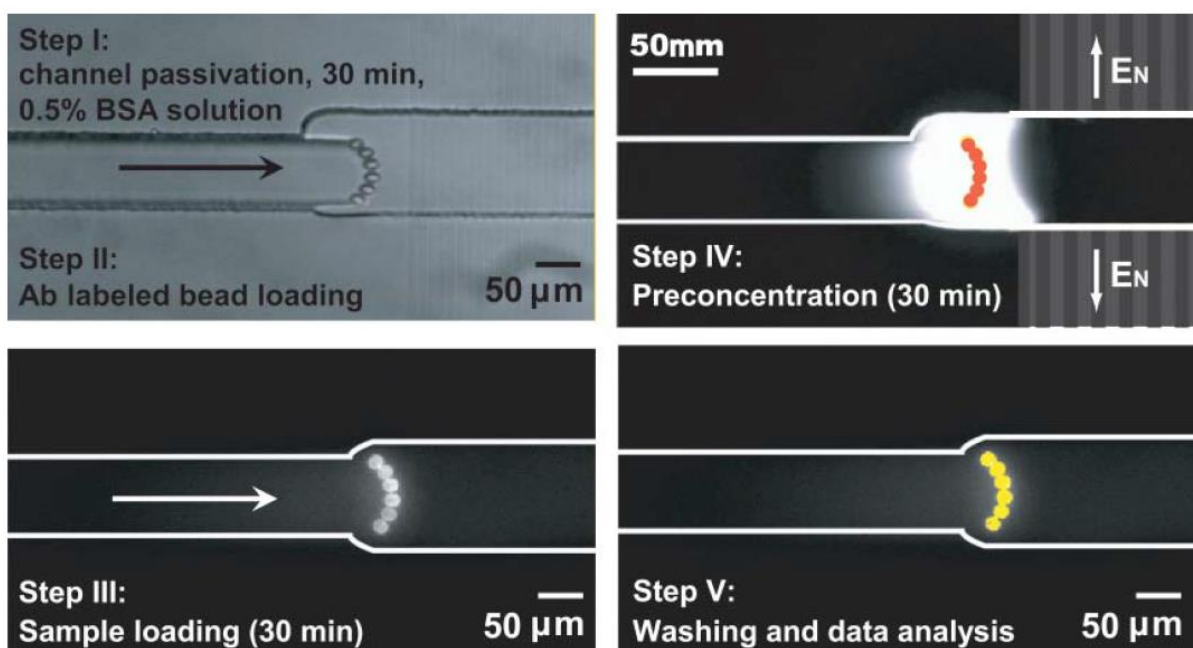 Step I:
channel passivation, 30 min,
0.5% BSA solution
Step II:
Ab labeled bead loading
50 µm
50mm
EN
Step IV:
Preconcentration (30 min)
EN
Step III:
Sample loading (30 min)
50 µm
Step V:
Washing and data analysis
50 µm